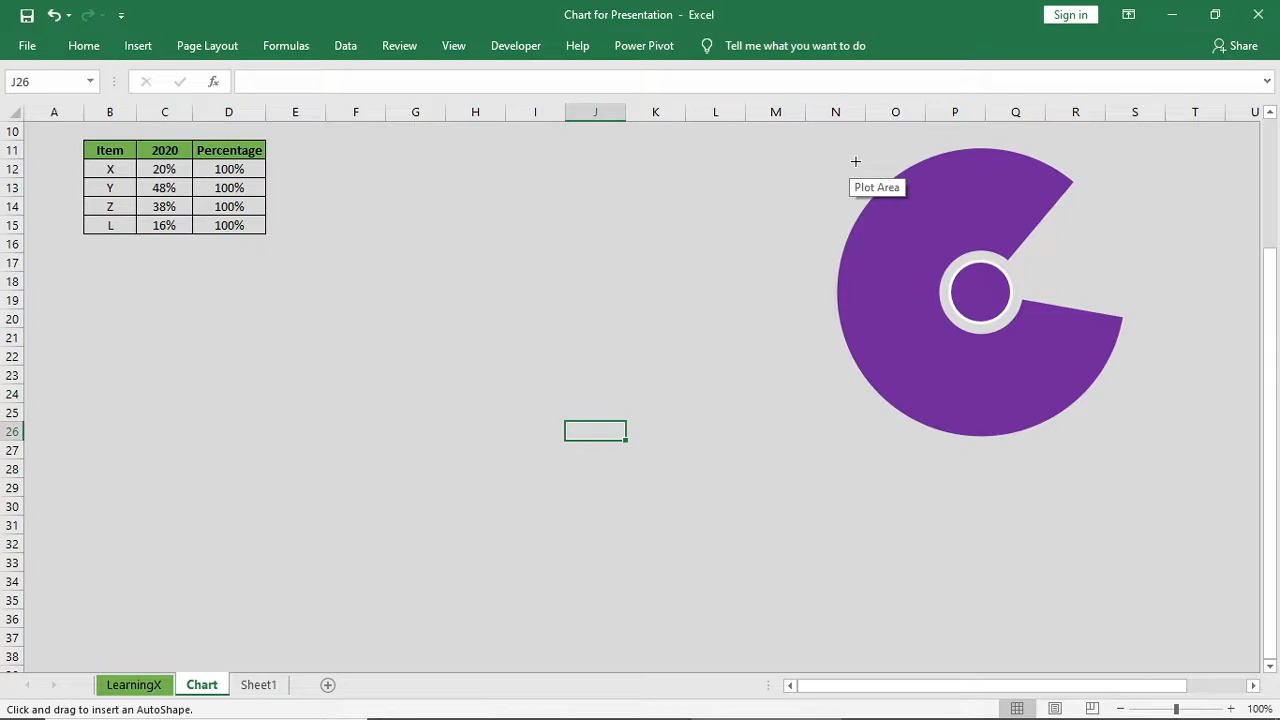 Chart for Presentation - Excel
Sign in
File Home Insert Page Layout Formulas Data Review View Developer Help Power Pivot Tell me what you want to do Share
J26
fx
A B C D E F G H I J K L M N O P Q R S T U
10
11 Item 2020 Percentage
12 X 20% 100%
13 Y 48% 100%
14 Z 38% 100%
15 L 16% 100%
Plot Area
16
17
18
19
20
21
22
23
24
25
26
27
28
29
30
31
32
33
34
35
36
37
38
LearningX Chart Sheet1
Click and drag to insert an AutoShape.
100%